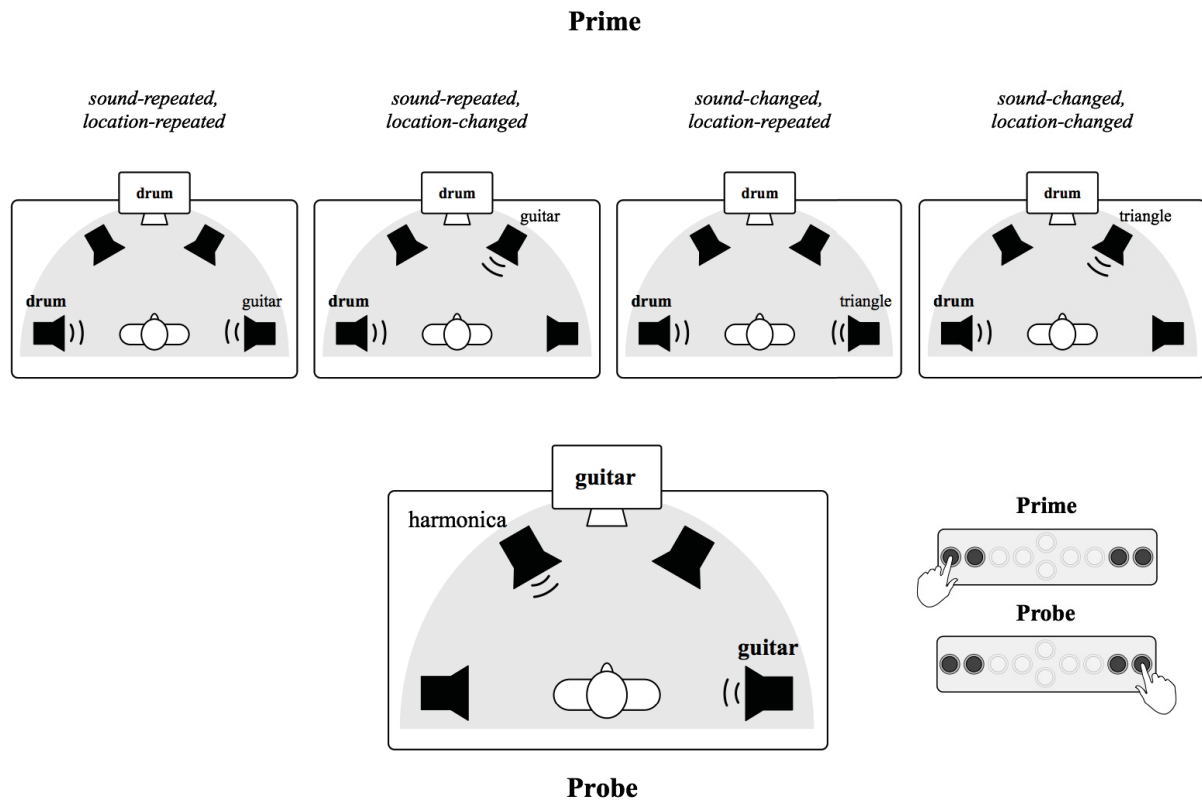 Prime
sound-repeated,
location-repeated
sound-repeated,
location-changed
sound-changed,
location-repeated
sound-changed,
location-changed
drum
drum
guitar
drum
guitar
drum
drum
drum
triangle
drum
triangle
drum
guitar
harmonica
guitar
Probe
Prime
Probe